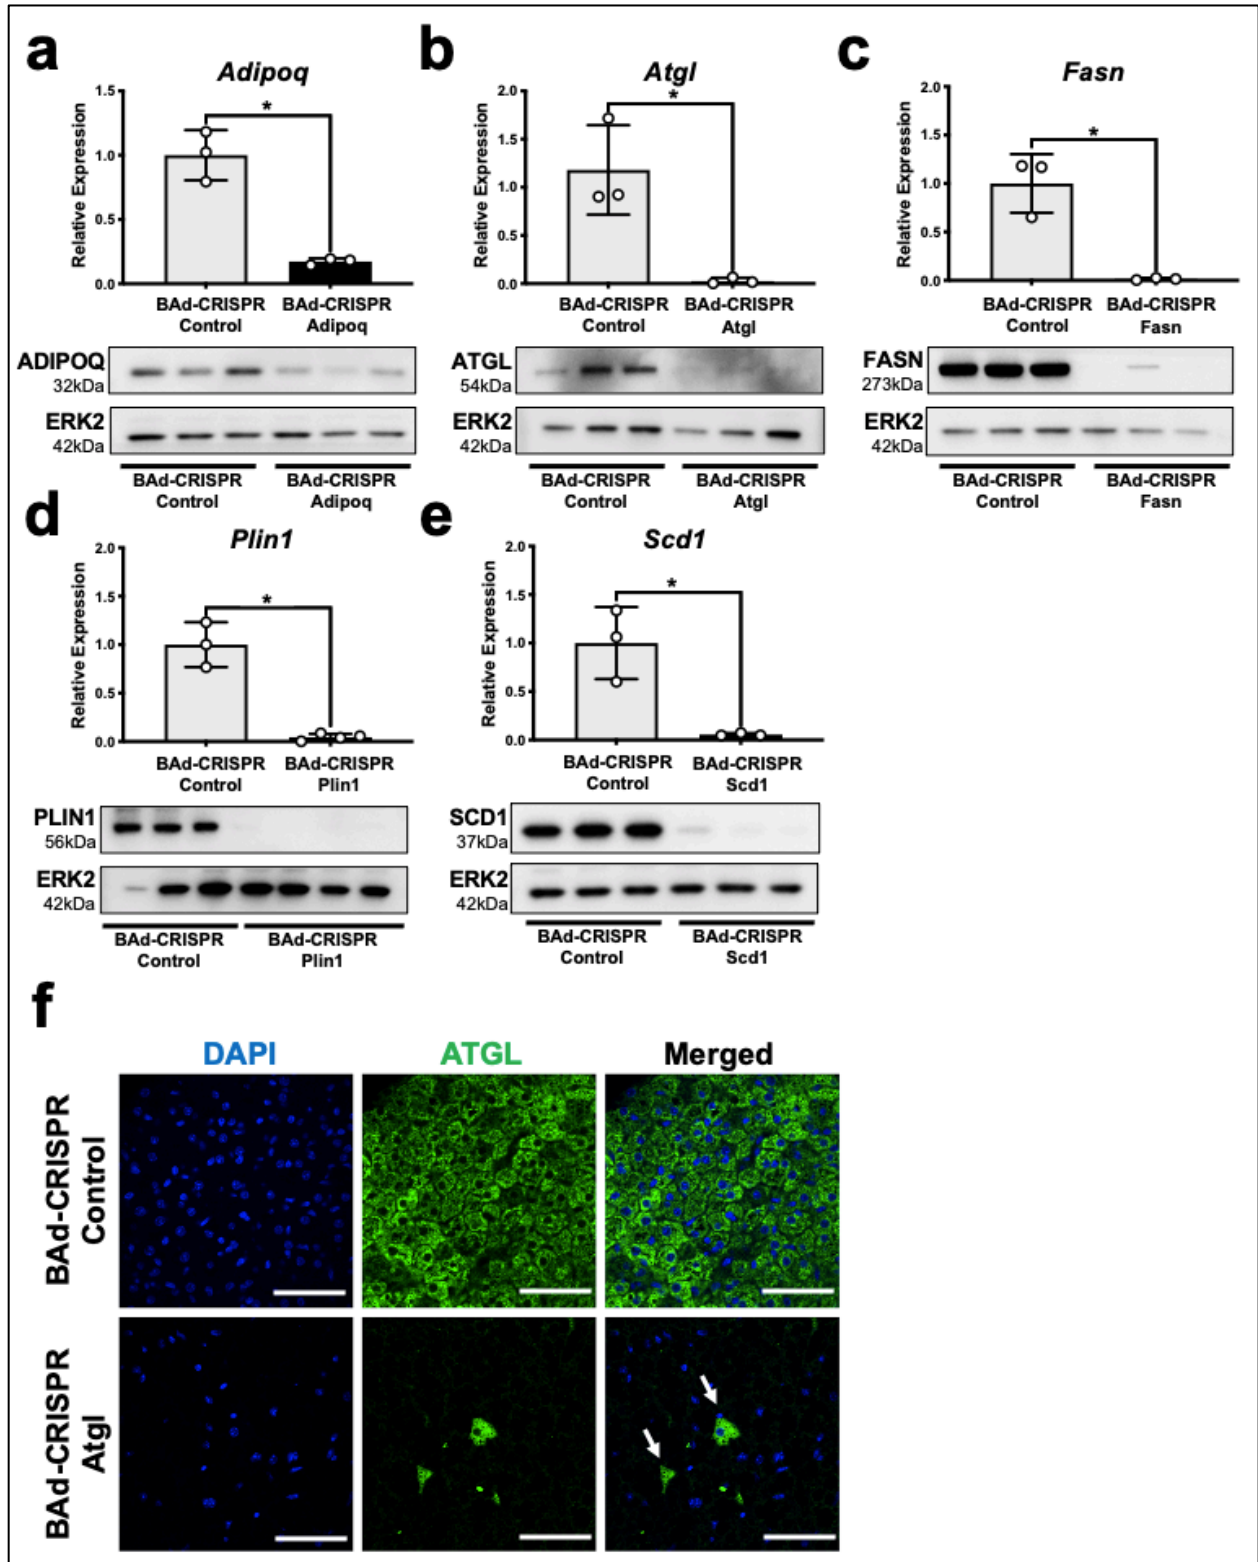 a
Adipoq
Relative Expression
1.5
1.0
0.5
0.0
*
BAd-CRISPR
Control
BAd-CRISPR
Adipoq
ADIPOQ
32kDa
ERK2
42kDa
BAd-CRISPR
Control
BAd-CRISPR
Adipoq
b
Atgl
Relative Expression
2.0
1.5
1.0
0.5
0.0
*
BAd-CRISPR
Control
BAd-CRISPR
Atgl
ATGL
54kDa
ERK2
42kDa
BAd-CRISPR
Control
BAd-CRISPR
Atgl
c
Fasn
Relative Expression
2.0
1.5
1.0
0.5
0.0
*
BAd-CRISPR
Control
BAd-CRISPR
Fasn
FASN
273kDa
ERK2
42kDa
BAd-CRISPR
Control
BAd-CRISPR
Fasn
d
Plin1
Relative Expression
2.0
1.5
1.0
0.5
0.0
*
BAd-CRISPR
Control
BAd-CRISPR
Plin1
PLIN1
56kDa
ERK2
42kDa
BAd-CRISPR
Control
BAd-CRISPR
Plin1
e
Scd1
Relative Expression
2.0
1.5
1.0
0.5
0.0
*
BAd-CRISPR
Control
BAd-CRISPR
Scd1
SCD1
37kDa
ERK2
42kDa
BAd-CRISPR
Control
BAd-CRISPR
Scd1
f
DAPI
ATGL
Merged
BAd-CRISPR
Control
BAd-CRISPR
Atgl